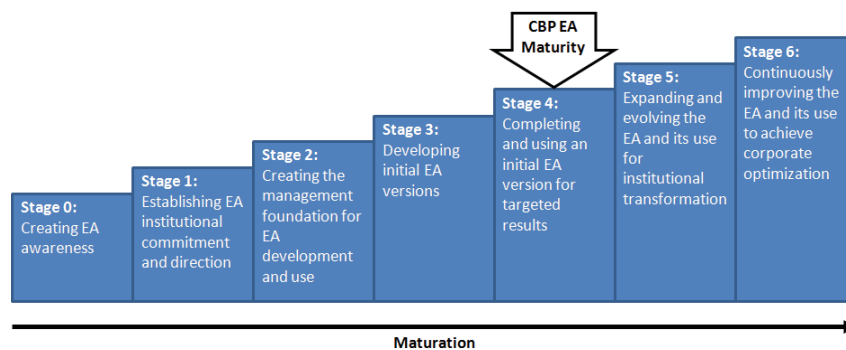 CBP EA
Maturity
Stage 0:
Creating EA
awareness
Stage 1:
Establishing EA
institutional
commitment
and direction
Stage 2:
Creating the
management
foundation for
EA
development
and use
Stage 3:
Developing
initial EA
versions
Stage 4:
Completing
and using an
initial EA
version for
targeted
results
Stage 5:
Expanding and
evolving the
EA and its use
for
institutional
transformation
Stage 6:
Continuously
improving the
EA and its use
to achieve
corporate
optimization
Maturation